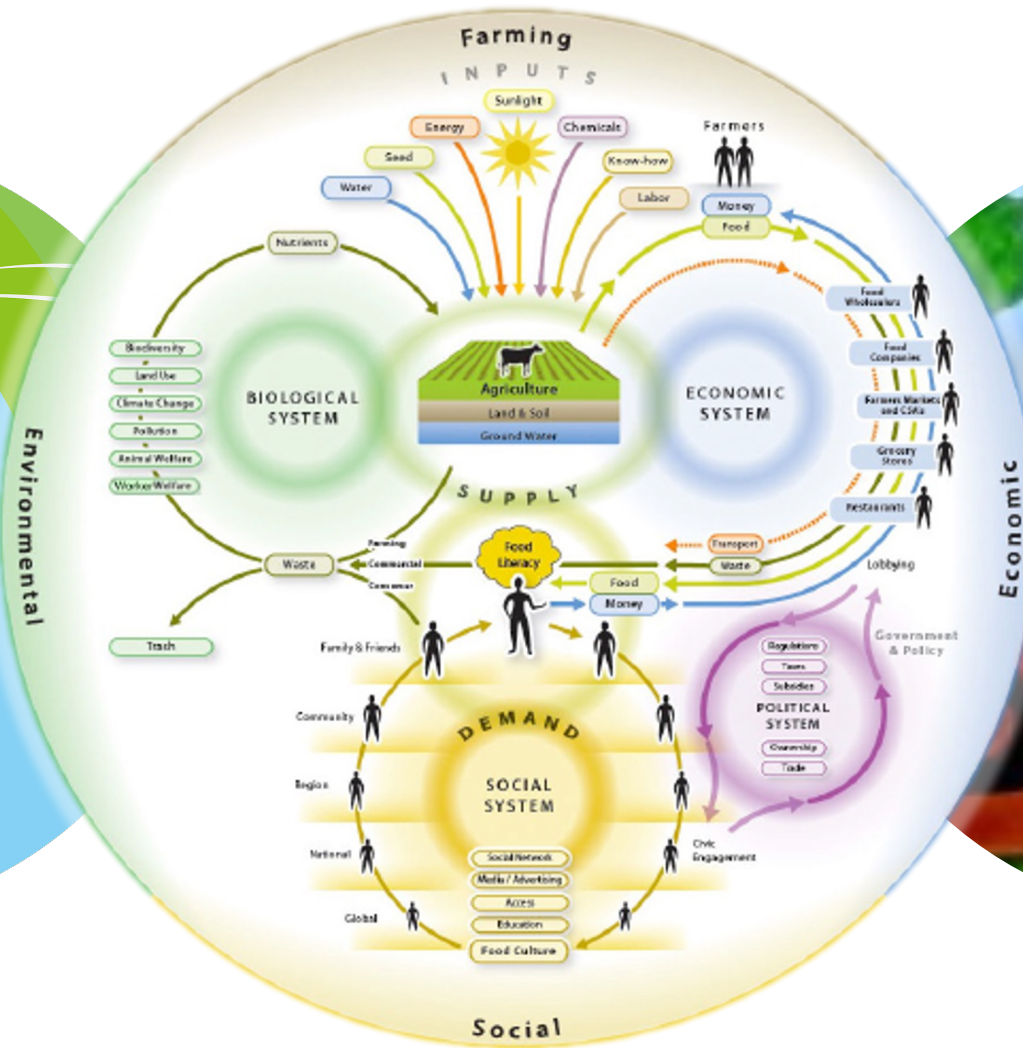 Farming
INPUTS
Sunlight
Energy
Chemicals
Seed
Know-how
Water
Labor
Farmers
Money
Food
Nutrients
Food
Wholesalers
Biodiversity
Land Use
Climate Change
Pollution
Animal Welfare
Worker Welfare
BIOLOGICAL
SYSTEM
Agriculture
Land & Soil
Ground Water
ECONOMIC
SYSTEM
Food
Companies
Farmers Markets
and CSAs
Grocery
Stores
Restaurants
Environmental
Economic
SUPPLY
Farming
Commercial
Consumer
Waste
Food
Literacy
Transport
Waste
Food
Money
Lobbying
Trash
Family & Friends
Community
Region
National
Global
Government
& Policy
Regulations
Taxes
Subsidies
POLITICAL
SYSTEM
Ownership
Trade
Civic
Engagement
DEMAND
SOCIAL
SYSTEM
Social Network
Media / Advertising
Access
Education
Food Culture
Social